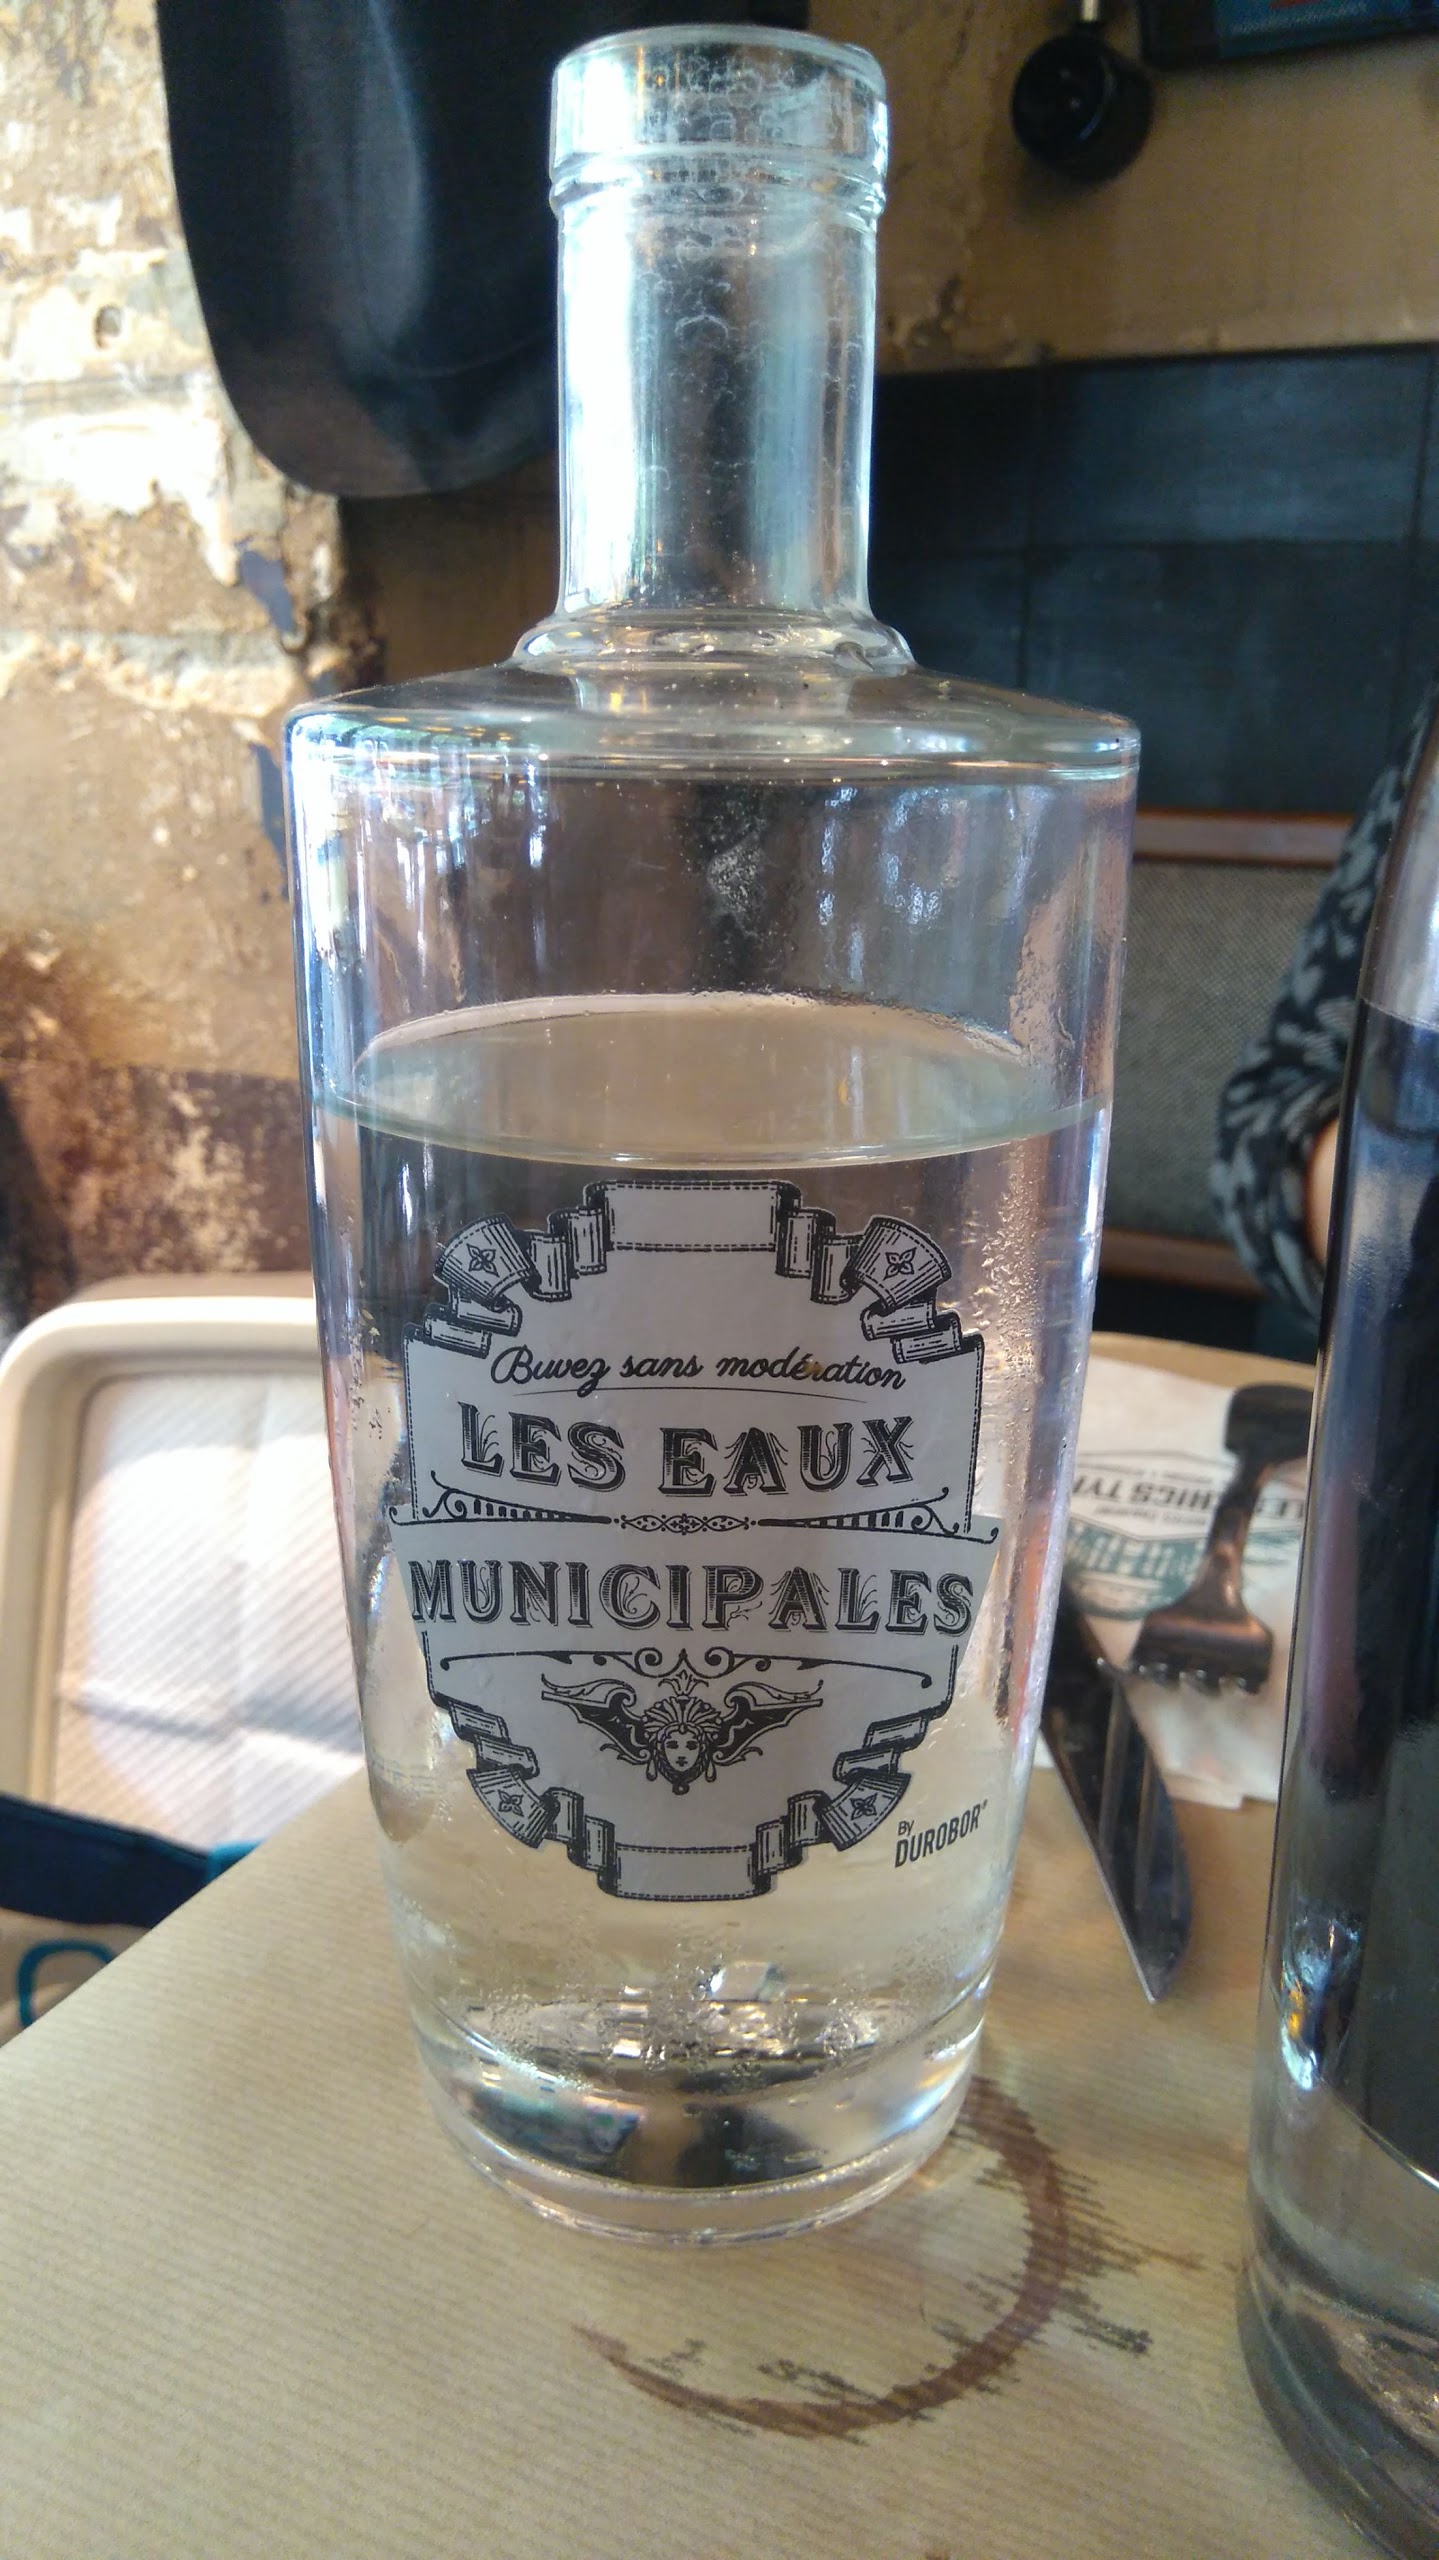 Buvez sans modération
LES EAUX
MUNICIPALES
By
DUROBOR®